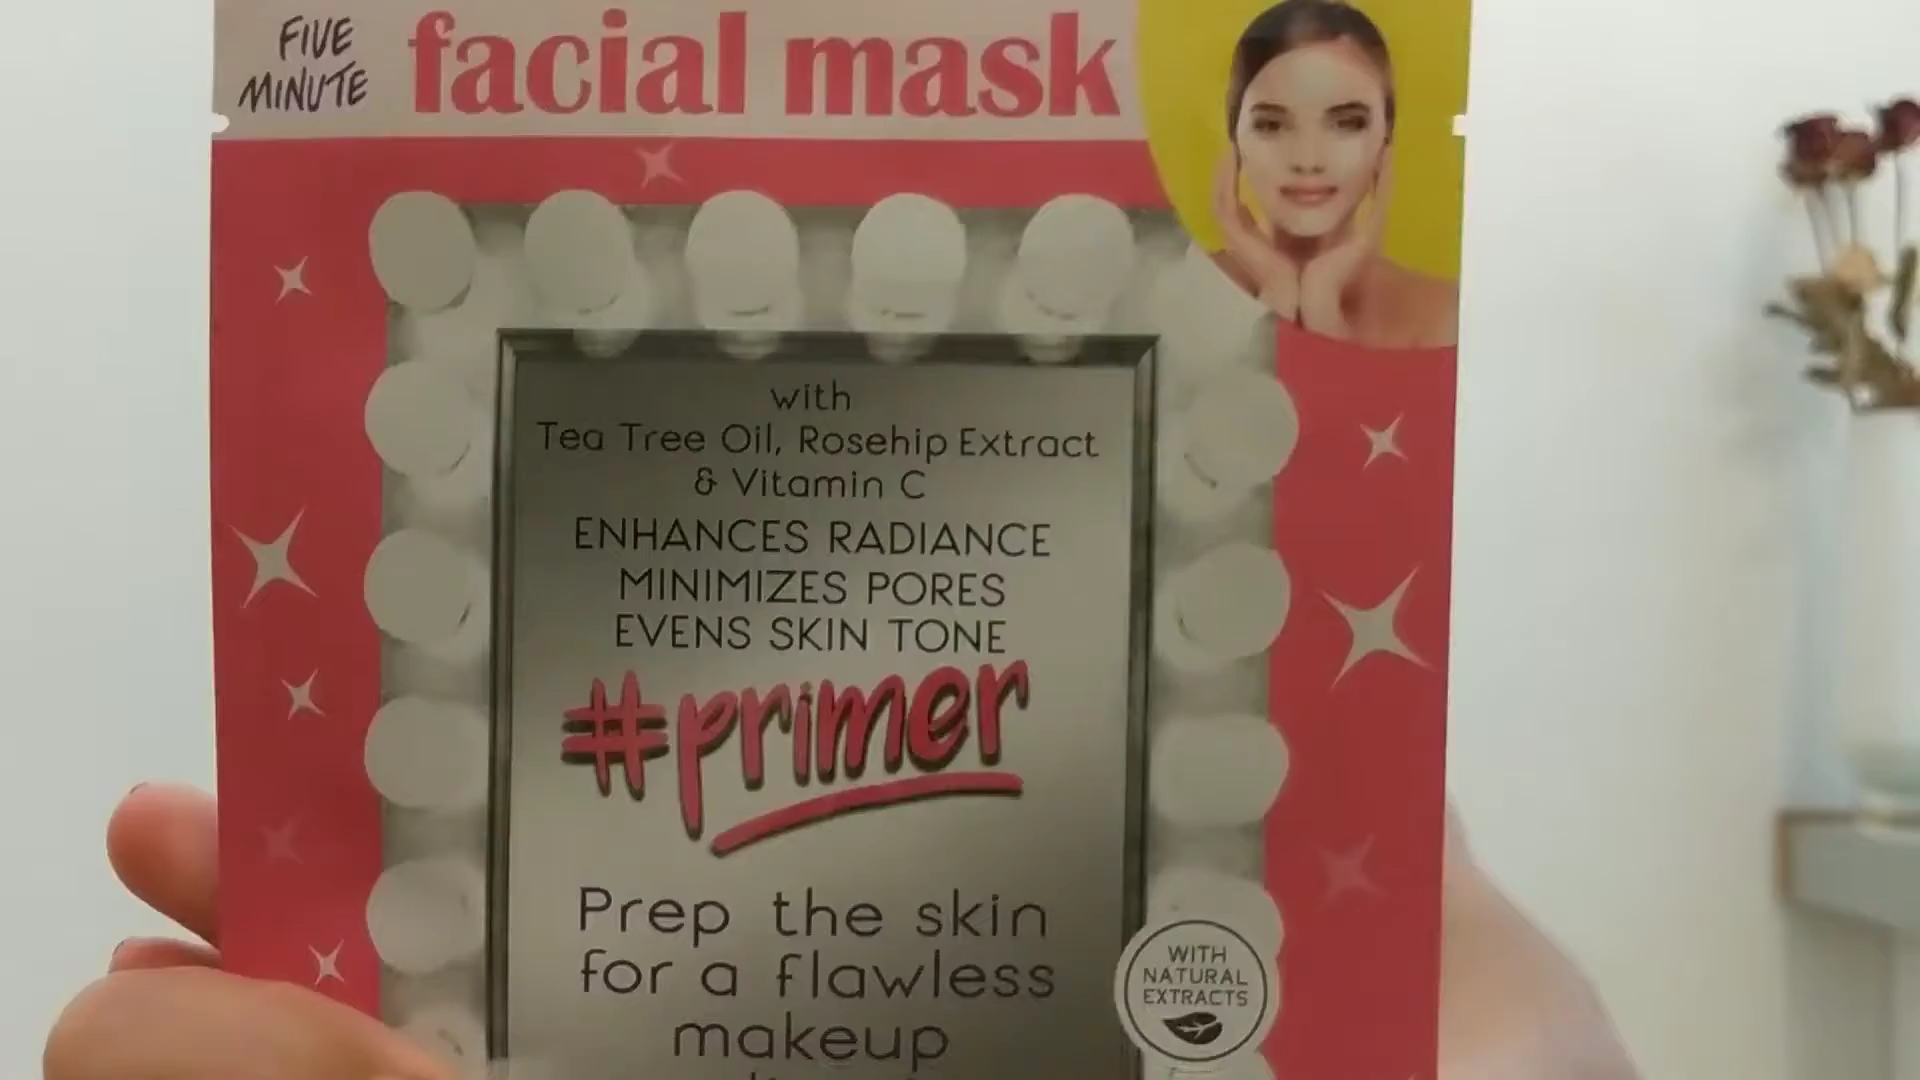 FIVE
MINUTE
facial mask
with
Tea Tree Oil, Rosehip Extract
& Vitamin C
ENHANCES RADIANCE
MINIMIZES PORES
EVENS SKIN TONE
#primer
Prep the skin
for a flawless
makeup
WITH
NATURAL
EXTRACTS